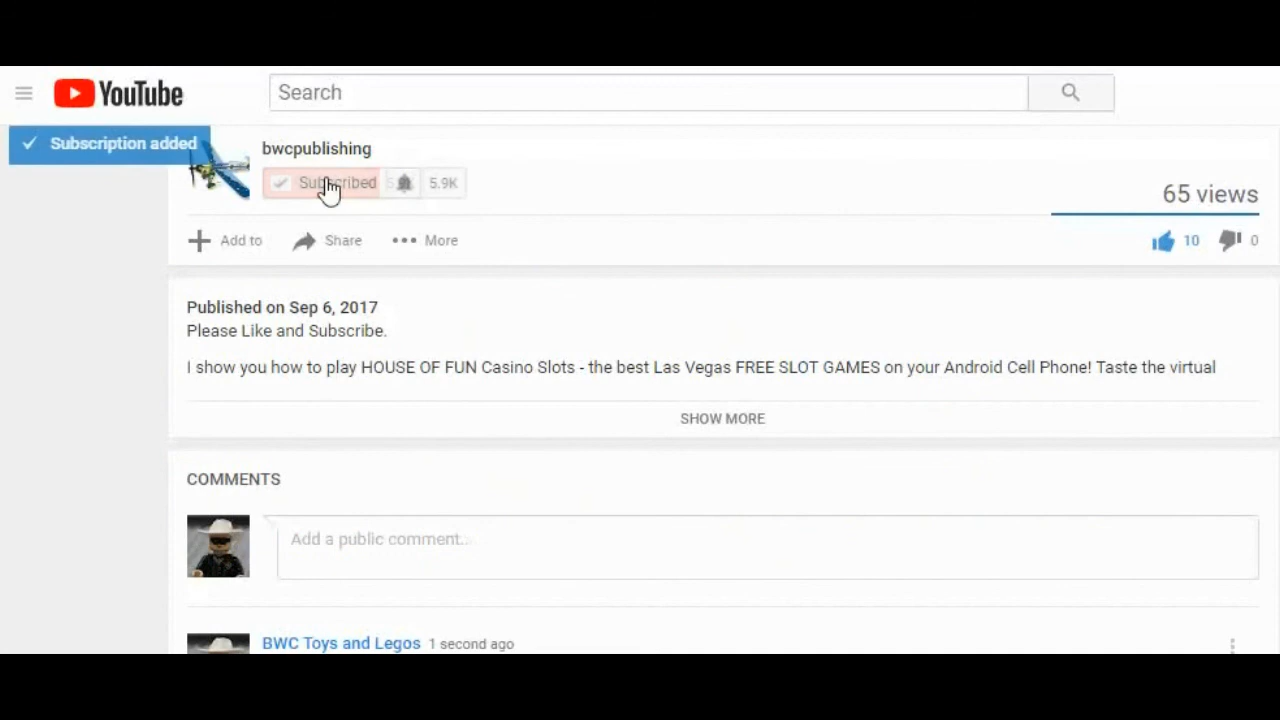 YouTube
Search
Subscription added
bwcpublishing
Subscribed 5.9K
65 views
Add to Share More
10 0
Published on Sep 6, 2017
Please Like and Subscribe.
I show you how to play HOUSE OF FUN Casino Slots - the best Las Vegas FREE SLOT GAMES on your Android Cell Phone! Taste the virtual
SHOW MORE
COMMENTS
Add a public comment...
BWC Toys and Legos 1 second ago